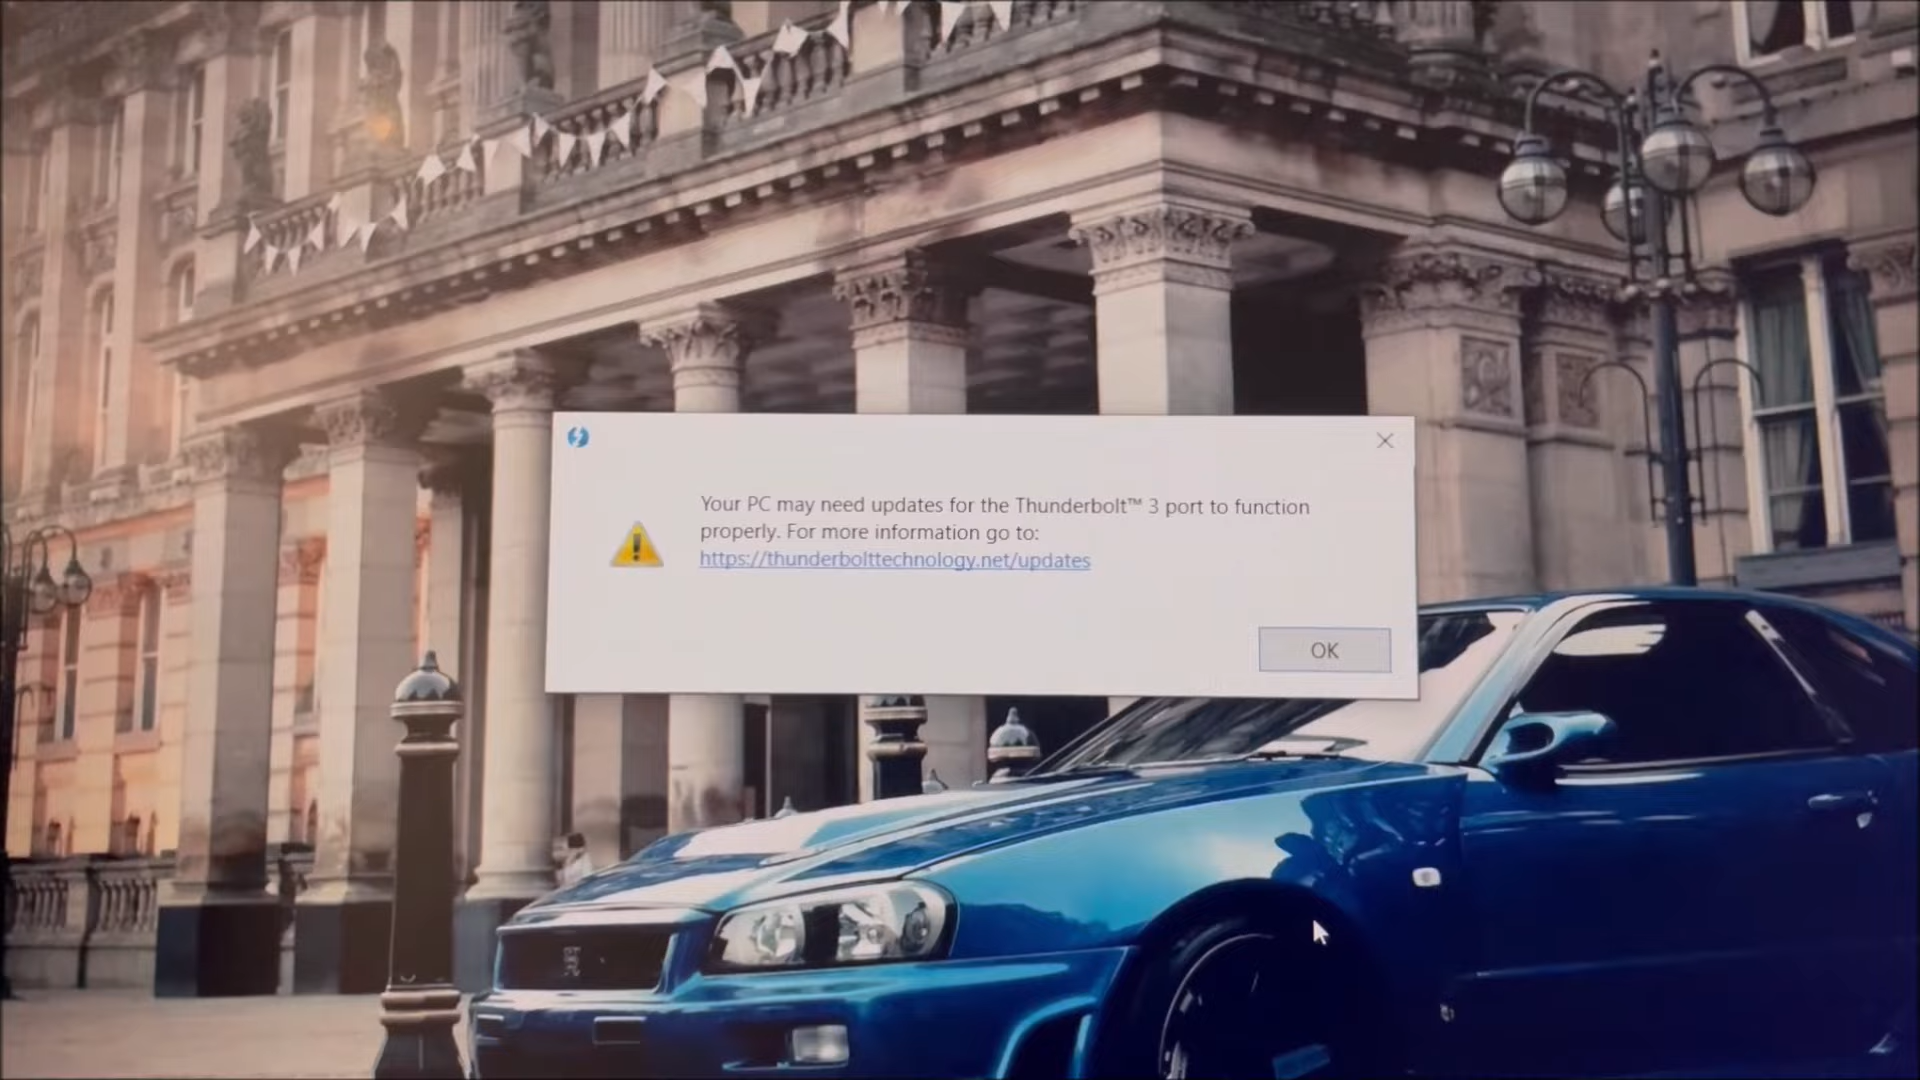 Your PC may need updates for the Thunderbolt™ 3 port to function
properly. For more information go to:
https://thunderbolttechnology.net/updates
OK